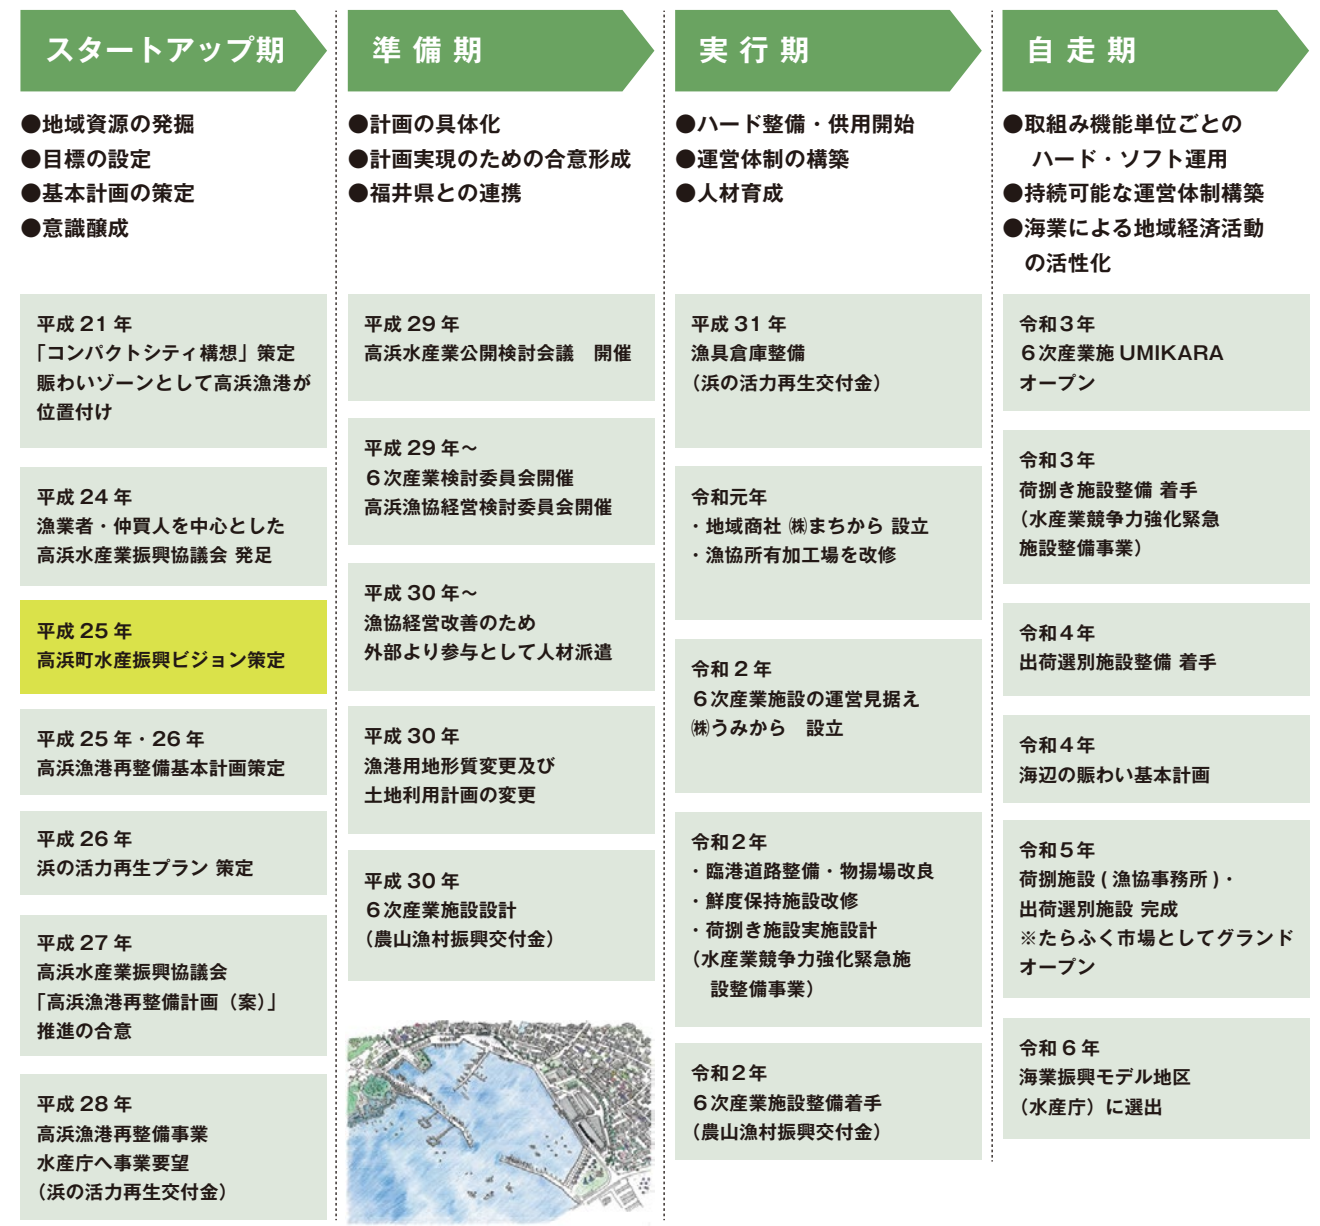 スタートアップ期
●地域資源の発掘
●目標の設定
●基本計画の策定
●意識醸成
平成 21 年
「コンパクトシティ構想」策定
賑わいゾーンとして高浜漁港が
位置付け
平成 24 年
漁業者・仲買人を中心とした
高浜水産業振興協議会 発足
平成 25 年
高浜町水産振興ビジョン策定
平成 25 年・26 年
高浜漁港再整備基本計画策定
平成 26 年
浜の活力再生プラン 策定
平成 27 年
高浜水産業振興協議会
「高浜漁港再整備計画（案）」
推進の合意
平成 28 年
高浜漁港再整備事業
水産庁へ事業要望
（浜の活力再生交付金）
準 備 期
●計画の具体化
●計画実現のための合意形成
●福井県との連携
平成 29 年
高浜水産業公開検討会議　開催
平成 29 年～
６次産業検討委員会開催
高浜漁協経営検討委員会開催
平成 30 年～
漁協経営改善のため
外部より参与として人材派遣
平成 30 年
漁港用地形質変更及び
土地利用計画の変更
平成 30 年
６次産業施設設計
（農山漁村振興交付金）
実 行 期
●ハード整備・供用開始
●運営体制の構築
●人材育成
平成 31 年
漁具倉庫整備
（浜の活力再生交付金）
令和元年
・地域商社 ㈱まちから 設立
・漁協所有加工場を改修
令和 2 年
６次産業施設の運営見据え
㈱うみから　設立
令和２年
・臨港道路整備・物揚場改良
・鮮度保持施設改修
・荷捌き施設実施設計
（水産業競争力強化緊急施
設整備事業）
令和２年
６次産業施設整備着手
（農山漁村振興交付金）
自 走 期
●取組み機能単位ごとの
ハード・ソフト運用
●持続可能な運営体制構築
●海業による地域経済活動
の活性化
令和３年
６次産業施 UMIKARA
オープン
令和３年
荷捌き施設整備 着手
（水産業競争力強化緊急
施設整備事業）
令和４年
出荷選別施設整備 着手
令和４年
海辺の賑わい基本計画
令和５年
荷捌施設 ( 漁協事務所 )・
出荷選別施設 完成
※たらふく市場としてグランド
オープン
令和 6 年
海業振興モデル地区
（水産庁）に選出